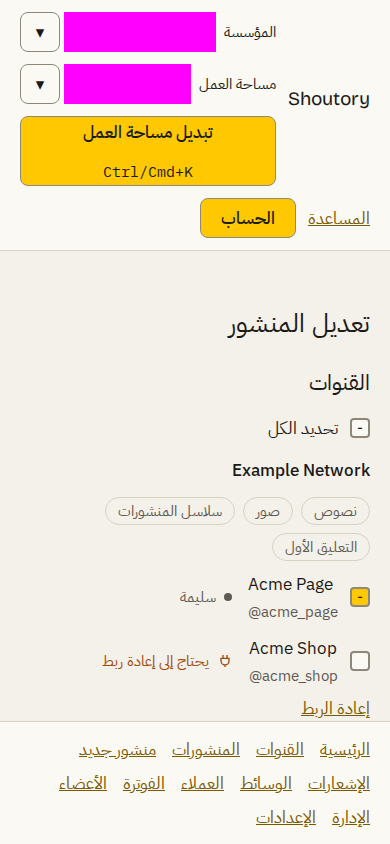 المؤسسة
▼
مساحة العمل
▼
Shoutory
تبديل مساحة العمل
Ctrl/Cmd+K
المساعدة
الحساب
تعديل المنشور
القنوات
- تحديد الكل
Example Network
نصوص
صور
سلاسل المنشورات
التعليق الأول
- Acme Page
@acme_page
سليمة
Acme Shop
@acme_shop
يحتاج إلى إعادة ربط
إعادة الربط
الرئيسية القنوات المنشورات منشور جديد
الإشعارات الوسائط العملاء الفوترة الأعضاء
الإدارة الإعدادات